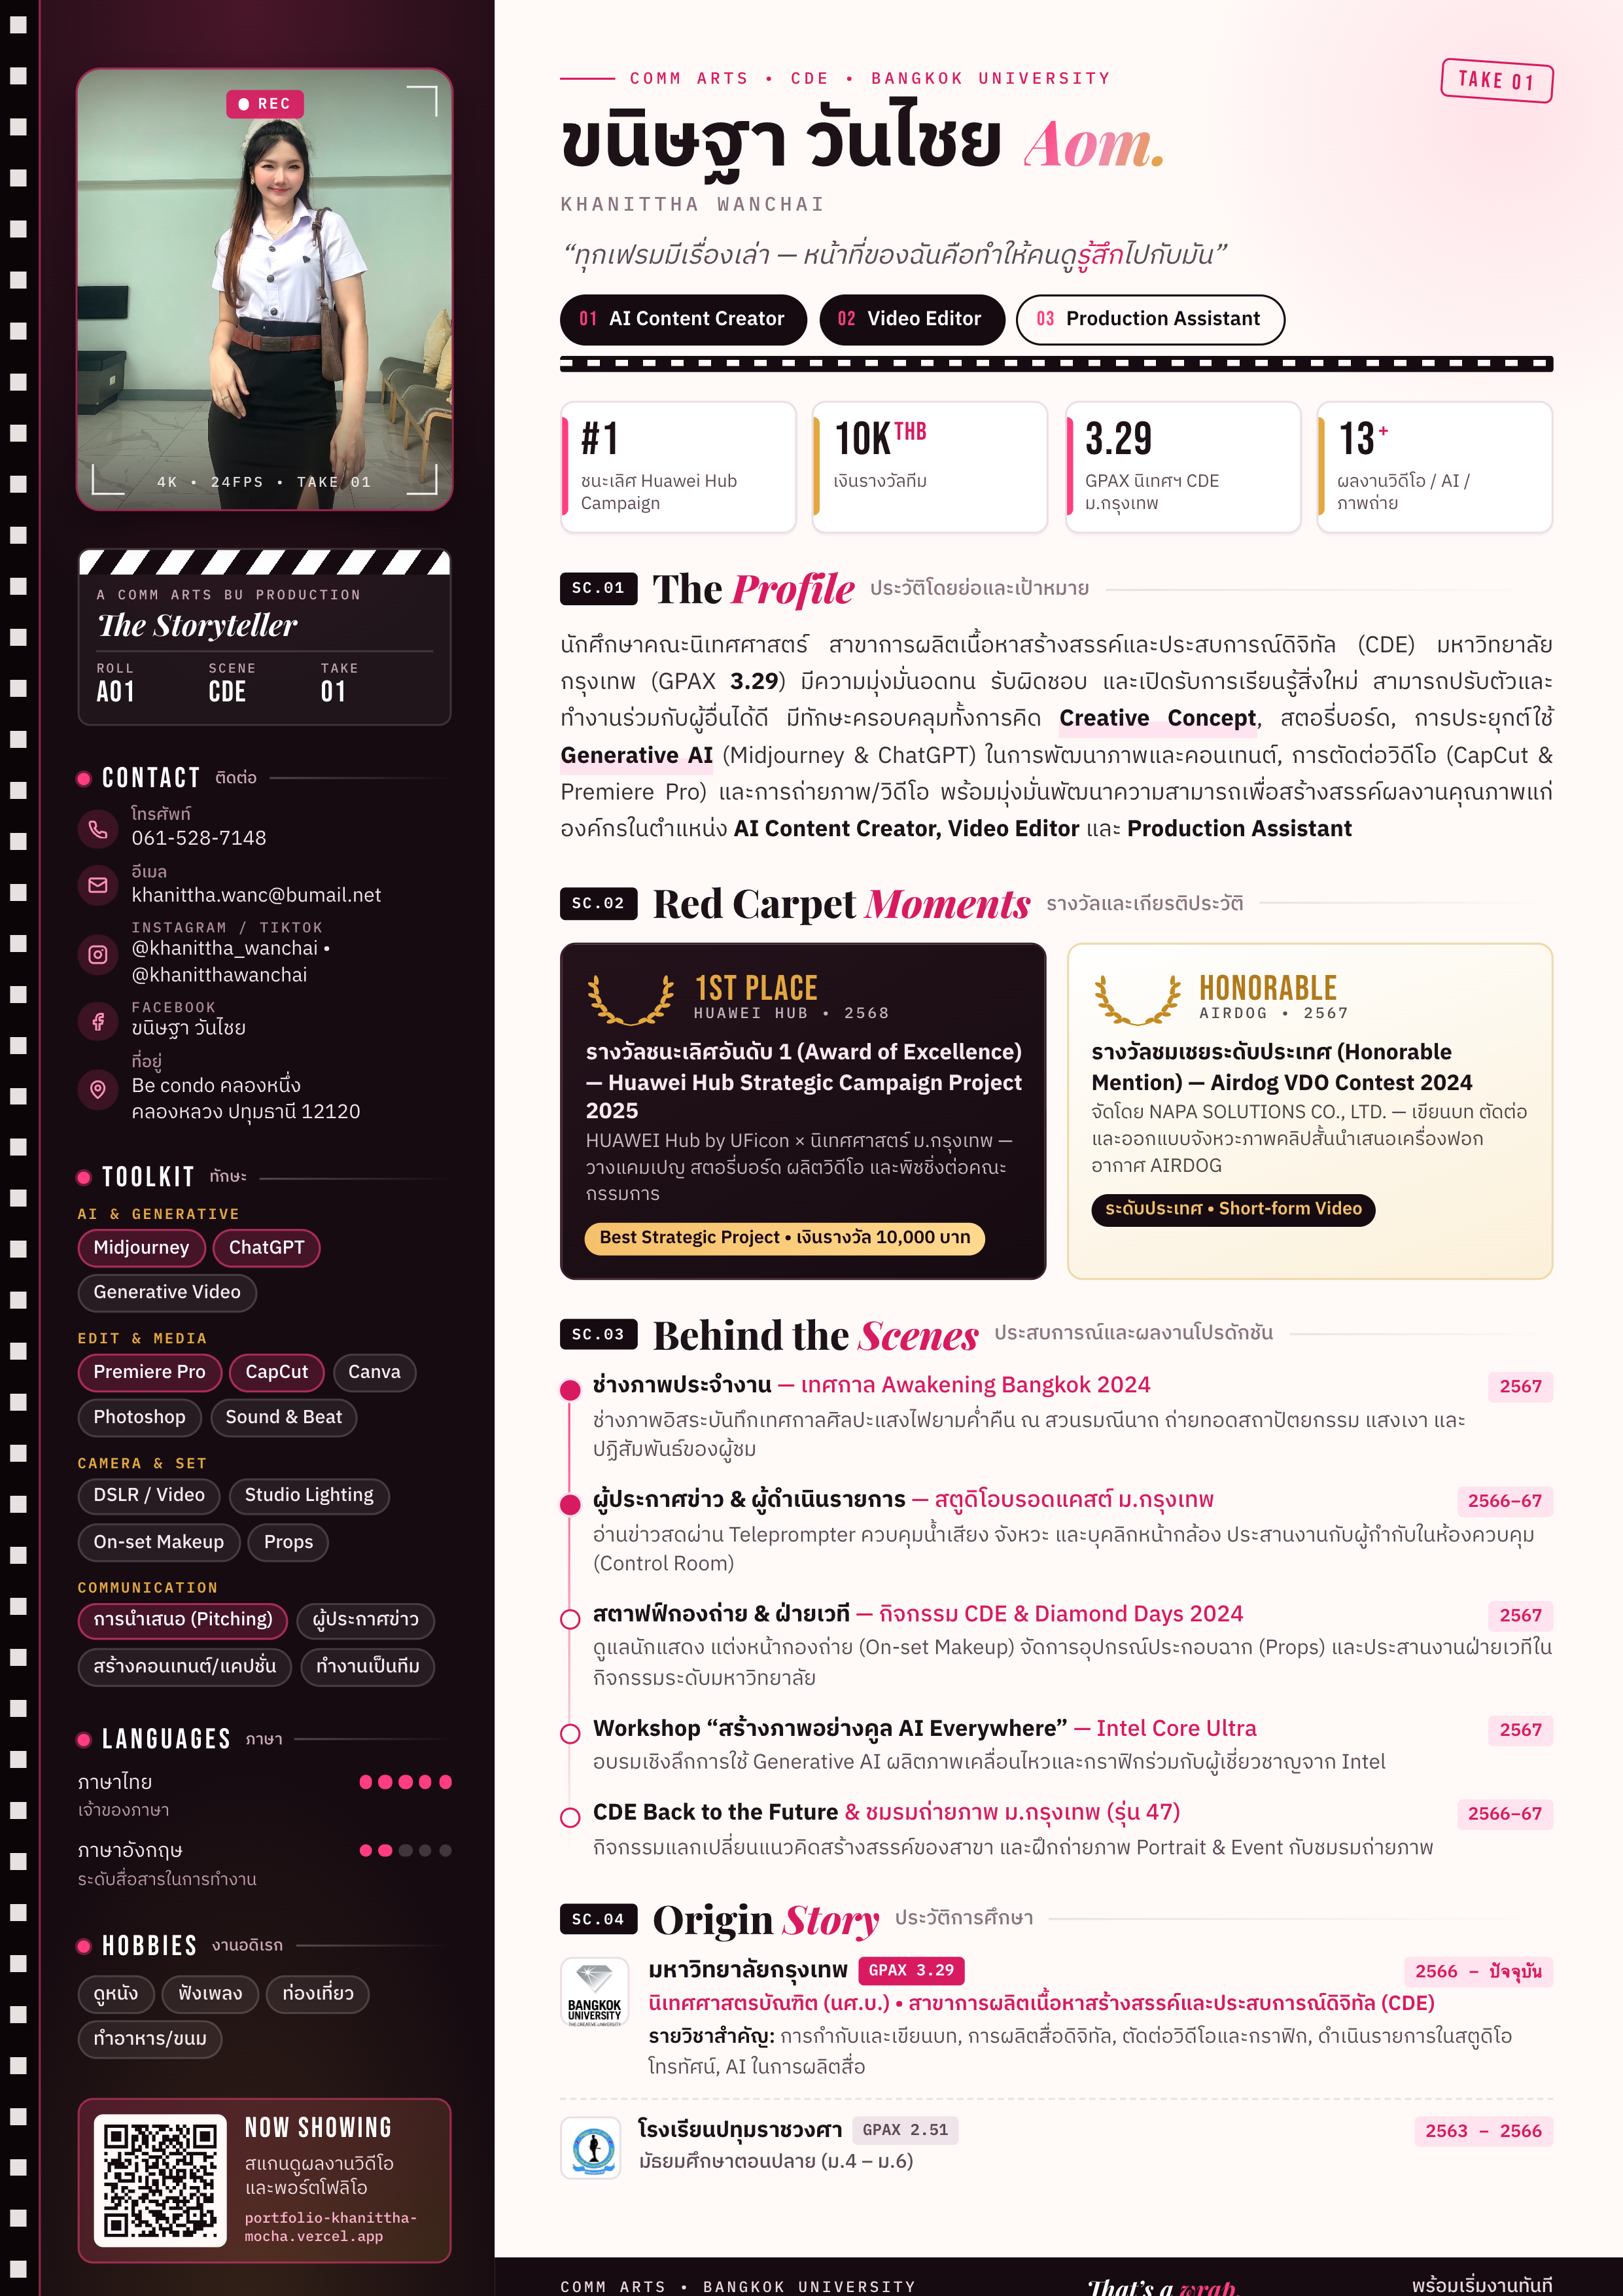 REC
4K • 24FPS • TAKE 01
A COMM ARTS BU PRODUCTION
The Storyteller
ROLL SCENE TAKE
A01 CDE 01
CONTACT ติดต่อ
โทรศัพท์
061-528-7148
อีเมล
khanittha.wanc@bumail.net
INSTAGRAM / TIKTOK
@khanittha_wanchai •
@khanitthawanchai
FACEBOOK
ขนิษฐา วันไชย
ที่อยู่
Be condo คลองหนึ่ง
คลองหลวง ปทุมธานี 12120
TOOLKIT ทักษะ
AI & GENERATIVE
Midjourney ChatGPT
Generative Video
EDIT & MEDIA
Premiere Pro CapCut Canva
Photoshop Sound & Beat
CAMERA & SET
DSLR / Video Studio Lighting
On-set Makeup Props
COMMUNICATION
การนำเสนอ (Pitching) ผู้ประกาศข่าว
สร้างคอนเทนต์/แคปชั่น ทำงานเป็นทีม
LANGUAGES ภาษา
ภาษาไทย
เจ้าของภาษา
ภาษาอังกฤษ
ระดับสื่อสารในการทำงาน
HOBBIES งานอดิเรก
ดูหนัง ฟังเพลง ท่องเที่ยว
ทำอาหาร/ขนม
NOW SHOWING
สแกนดูผลงานวิดีโอ
และพอร์ตโฟลิโอ
portfolio-khanittha-
mocha.vercel.app
COMM ARTS • CDE • BANGKOK UNIVERSITY
TAKE 01
ขนิษฐา วันไชย Aom.
KHANITTHA WANCHAI
“ทุกเฟรมมีเรื่องเล่า — หน้าที่ของฉันคือทำให้คนดูรู้สึกไปกับมัน”
01 AI Content Creator 02 Video Editor 03 Production Assistant
#1
ชนะเลิศ Huawei Hub
Campaign
10K THB
เงินรางวัลทีม
3.29
GPAX นิเทศฯ CDE
ม.กรุงเทพ
13+
ผลงานวิดีโอ / AI /
ภาพถ่าย
SC.01 The Profile ประวัติโดยย่อและเป้าหมาย
นักศึกษาคณะนิเทศศาสตร์ สาขาการผลิตเนื้อหาสร้างสรรค์และประสบการณ์ดิจิทัล (CDE) มหาวิทยาลัย
กรุงเทพ (GPAX 3.29) มีความมุ่งมั่นอดทน รับผิดชอบ และเปิดรับการเรียนรู้สิ่งใหม่ สามารถปรับตัวและ
ทำงานร่วมกับผู้อื่นได้ดี มีทักษะครอบคลุมทั้งการคิด Creative Concept, สตอรี่บอร์ด, การประยุกต์ใช้
Generative AI (Midjourney & ChatGPT) ในการพัฒนาภาพและคอนเทนต์, การตัดต่อวิดีโอ (CapCut &
Premiere Pro) และการถ่ายภาพ/วิดีโอ พร้อมมุ่งมั่นพัฒนาความสามารถเพื่อสร้างสรรค์ผลงานคุณภาพแก่
องค์กรในตำแหน่ง AI Content Creator, Video Editor และ Production Assistant
SC.02 Red Carpet Moments รางวัลและเกียรติประวัติ
1ST PLACE
HUAWEI HUB • 2568
รางวัลชนะเลิศอันดับ 1 (Award of Excellence)
— Huawei Hub Strategic Campaign Project
2025
HUAWEI Hub by UFicon × นิเทศศาสตร์ ม.กรุงเทพ —
วางแคมเปญ สตอรี่บอร์ด ผลิตวิดีโอ และพิชชิ่งต่อคณะ
กรรมการ
Best Strategic Project • เงินรางวัล 10,000 บาท
HONORABLE
AIRDOG • 2567
รางวัลชมเชยระดับประเทศ (Honorable
Mention) — Airdog VDO Contest 2024
จัดโดย NAPA SOLUTIONS CO., LTD. — เขียนบท ตัดต่อ
และออกแบบจังหวะภาพคลิปสั้นนำเสนอเครื่องฟอก
อากาศ AIRDOG
ระดับประเทศ • Short-form Video
SC.03 Behind the Scenes ประสบการณ์และผลงานโปรดักชัน
ช่างภาพประจำงาน — เทศกาล Awakening Bangkok 2024 2567
ช่างภาพอิสระบันทึกเทศกาลศิลปะแสงไฟยามค่ำคืน ณ สวนรมณีนาถ ถ่ายทอดสถาปัตยกรรม แสงเงา และ
ปฏิสัมพันธ์ของผู้ชม
ผู้ประกาศข่าว & ผู้ดำเนินรายการ — สตูดิโอบรอดแคสต์ ม.กรุงเทพ 2566–67
อ่านข่าวสดผ่าน Teleprompter ควบคุมน้ำเสียง จังหวะ และบุคลิกหน้ากล้อง ประสานงานกับผู้กำกับในห้องควบคุม
(Control Room)
สตาฟฟ์กองถ่าย & ฝ่ายเวที — กิจกรรม CDE & Diamond Days 2024 2567
ดูแลนักแสดง แต่งหน้ากองถ่าย (On-set Makeup) จัดการอุปกรณ์ประกอบฉาก (Props) และประสานงานฝ่ายเวทีใน
กิจกรรมระดับมหาวิทยาลัย
Workshop “สร้างภาพอย่างคูล AI Everywhere” — Intel Core Ultra 2567
อบรมเชิงลึกการใช้ Generative AI ผลิตภาพเคลื่อนไหวและกราฟิกร่วมกับผู้เชี่ยวชาญจาก Intel
CDE Back to the Future & ชมรมถ่ายภาพ ม.กรุงเทพ (รุ่น 47) 2566–67
กิจกรรมแลกเปลี่ยนแนวคิดสร้างสรรค์ของสาขา และฝึกถ่ายภาพ Portrait & Event กับชมรมถ่ายภาพ
SC.04 Origin Story ประวัติการศึกษา
BANGKOK
UNIVERSITY
THE CREATIVE UNIVERSITY
มหาวิทยาลัยกรุงเทพ GPAX 3.29 2566 – ปัจจุบัน
นิเทศศาสตรบัณฑิต (นศ.บ.) • สาขาการผลิตเนื้อหาสร้างสรรค์และประสบการณ์ดิจิทัล (CDE)
รายวิชาสำคัญ: การกำกับและเขียนบท, การผลิตสื่อดิจิทัล, ตัดต่อวิดีโอและกราฟิก, ดำเนินรายการในสตูดิโอ
โทรทัศน์, AI ในการผลิตสื่อ
โรงเรียนปทุมราชวงศา GPAX 2.51 2563 – 2566
มัธยมศึกษาตอนปลาย (ม.4 – ม.6)
COMM ARTS • BANGKOK UNIVERSITY That's a wrap. พร้อมเริ่มงานทันที